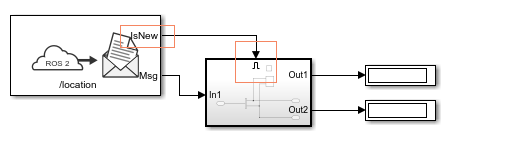 IsNew
ROS 2
Msg
/location
In1
Out1
Out2